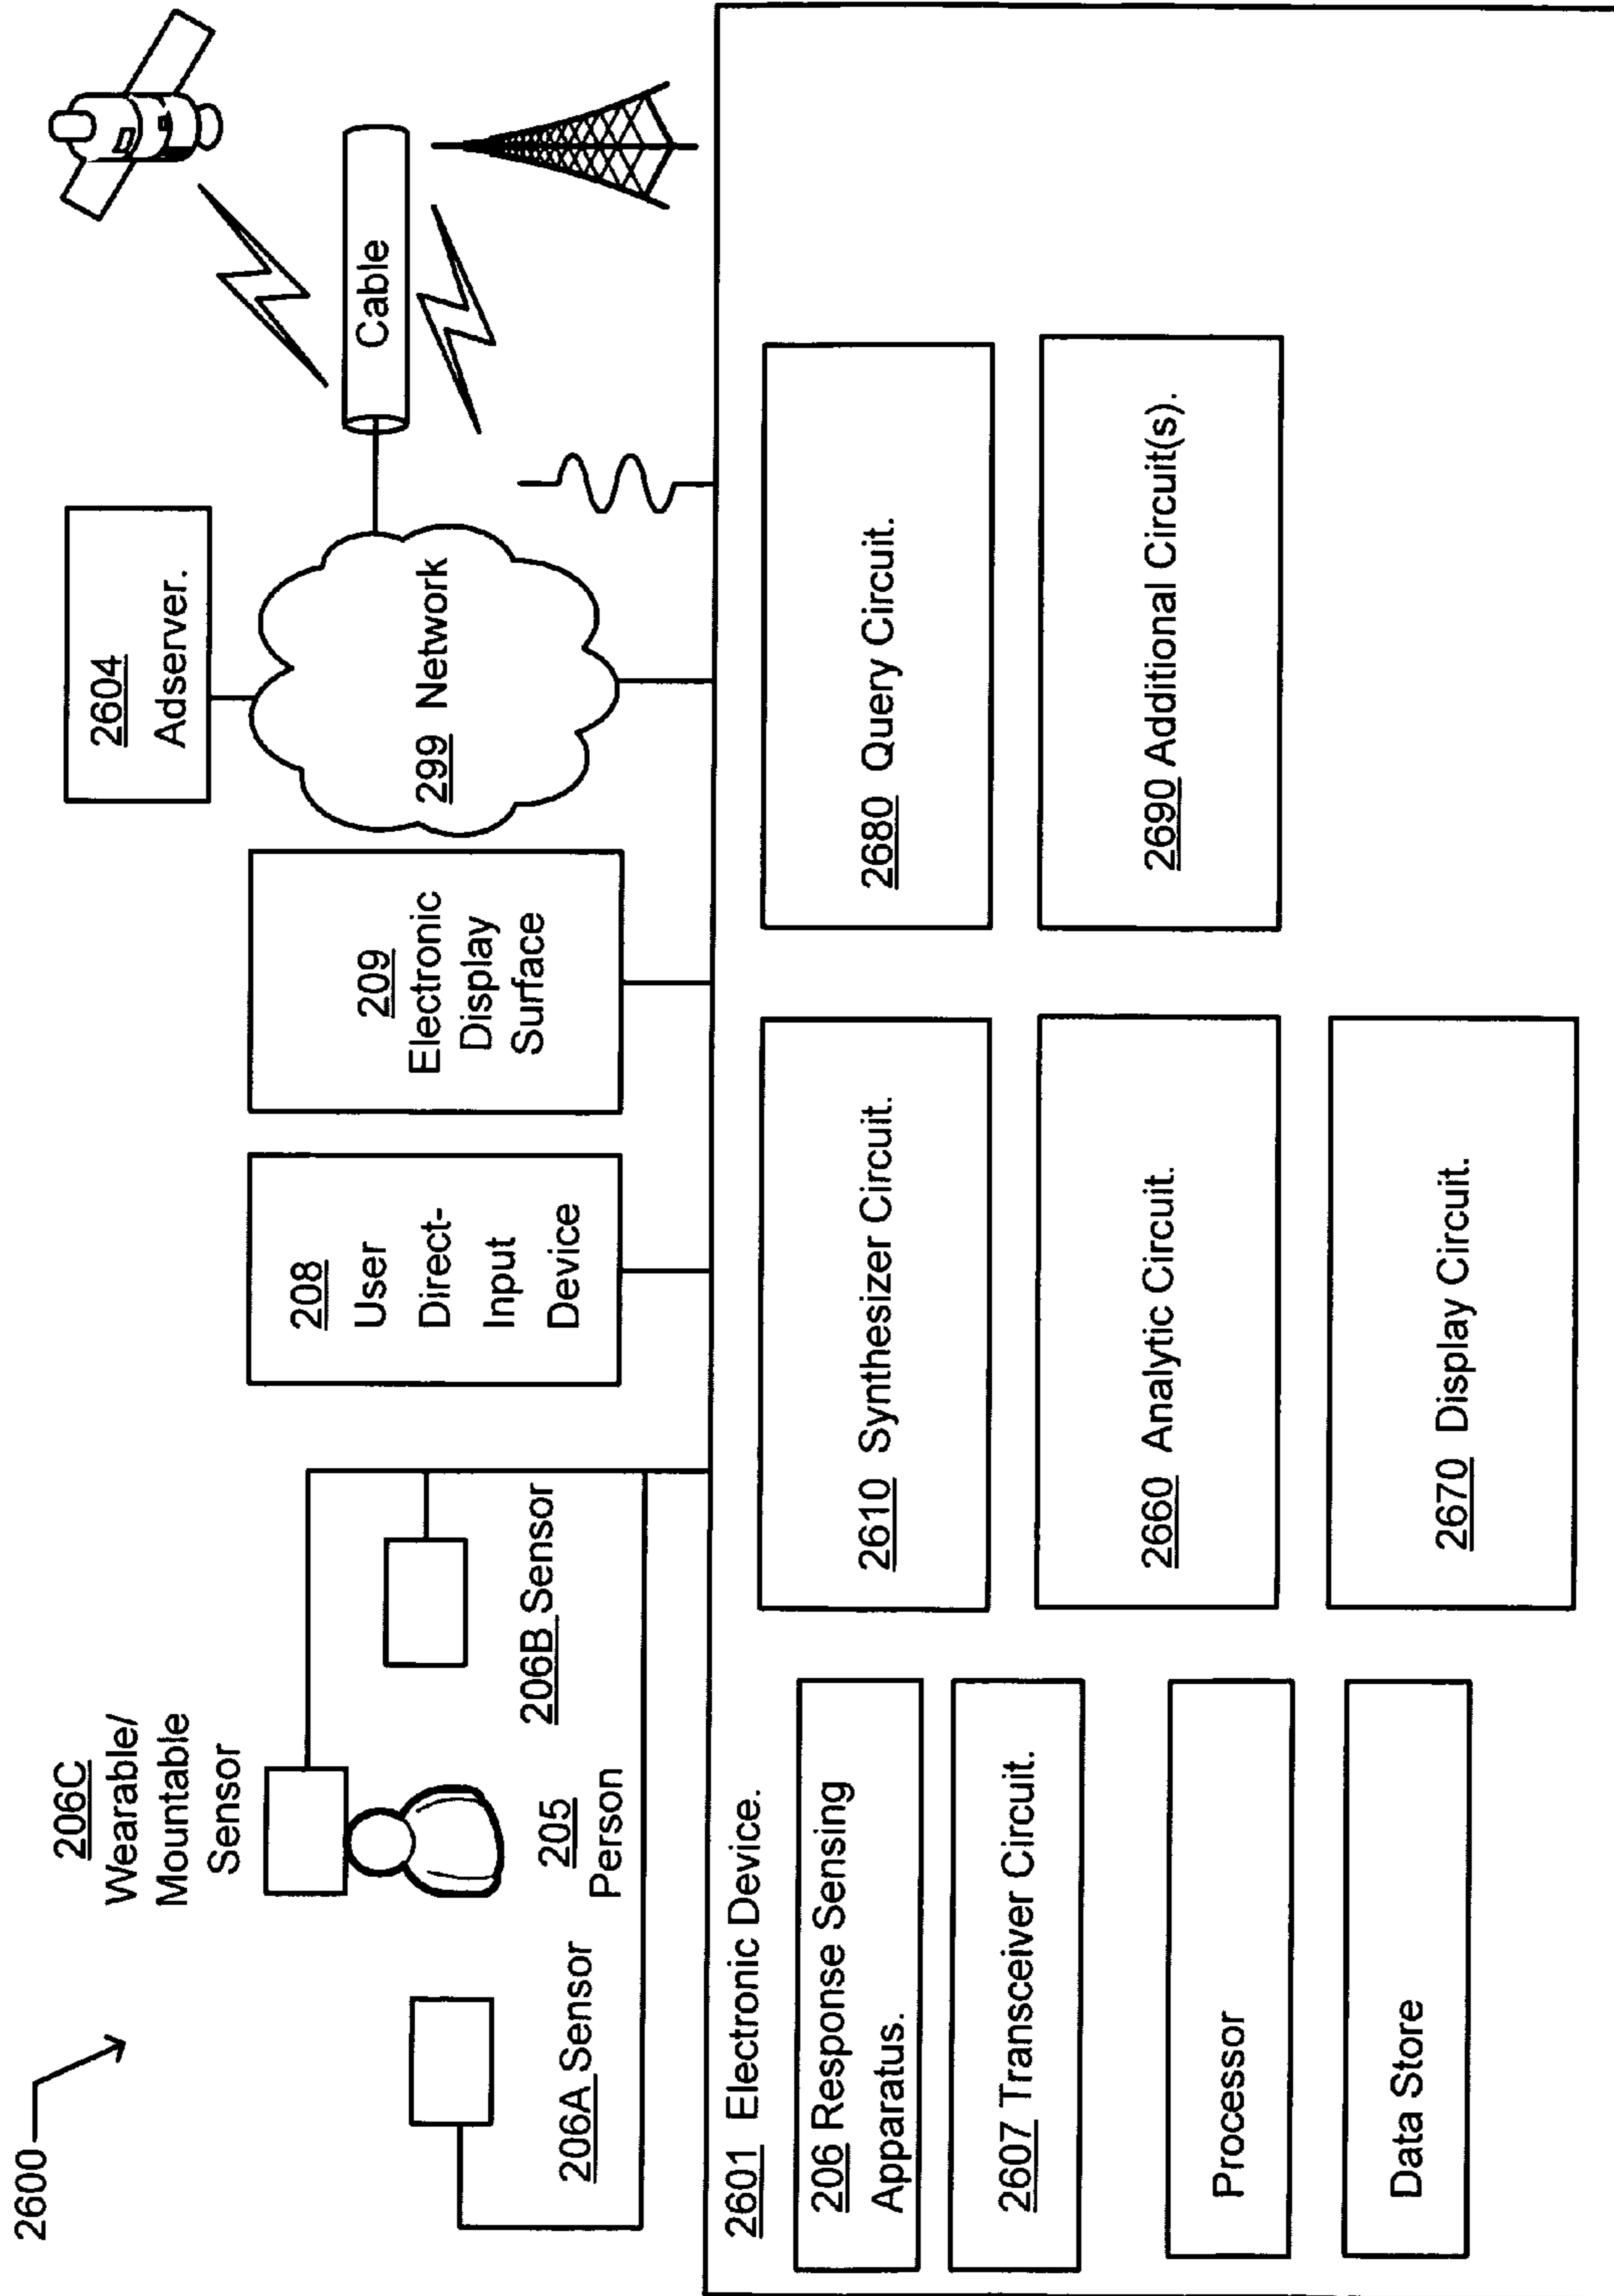 2600
206C
Wearable/
Mountable
Sensor
206A Sensor
205
Person
206B Sensor
208
User
Direct-
Input
Device
209
Electronic
Display
Surface
2604
Adserver.
299 Network
Cable
2601 Electronic Device.
206 Response Sensing
Apparatus.
2607 Transceiver Circuit.
Processor
Data Store
2610 Synthesizer Circuit.
2660 Analytic Circuit.
2670 Display Circuit.
2680 Query Circuit.
2690 Additional Circuit(s).